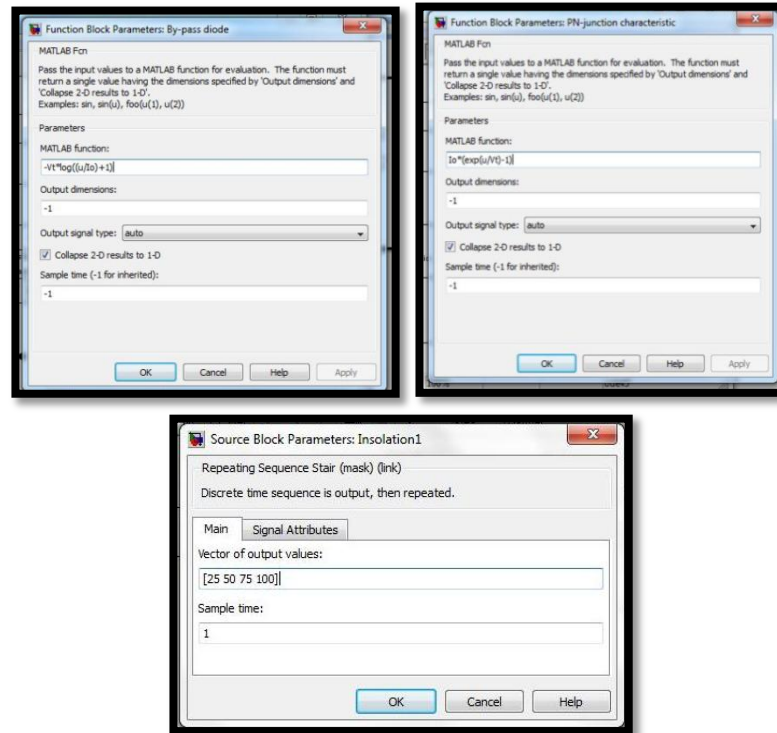 Function Block Parameters: By-pass diode
MATLAB Fcn
Pass the input values to a MATLAB function for evaluation. The function must
return a single value having the dimensions specified by 'Output dimensions' and
'Collapse 2-D results to 1-D'.
Examples: sin, sin(u), foo(u(1), u(2))
Parameters
MATLAB function:
-Vt*log((u/Io)+1)
Output dimensions:
-1
Output signal type: auto
Collapse 2-D results to 1-D
Sample time (-1 for inherited):
-1
OK Cancel Help Apply
Function Block Parameters: PN-junction characteristic
MATLAB Fcn
Pass the input values to a MATLAB function for evaluation. The function must
return a single value having the dimensions specified by 'Output dimensions' and
'Collapse 2-D results to 1-D'.
Examples: sin, sin(u), foo(u(1), u(2))
Parameters
MATLAB function:
Io*(exp(u/Vt)-1)
Output dimensions:
-1
Output signal type: auto
Collapse 2-D results to 1-D
Sample time (-1 for inherited):
-1
OK Cancel Help Apply
100%
Source Block Parameters: Insolation1
Repeating Sequence Stair (mask) (link)
Discrete time sequence is output, then repeated.
Main Signal Attributes
Vector of output values:
[25 50 75 100]
Sample time:
1
OK Cancel Help